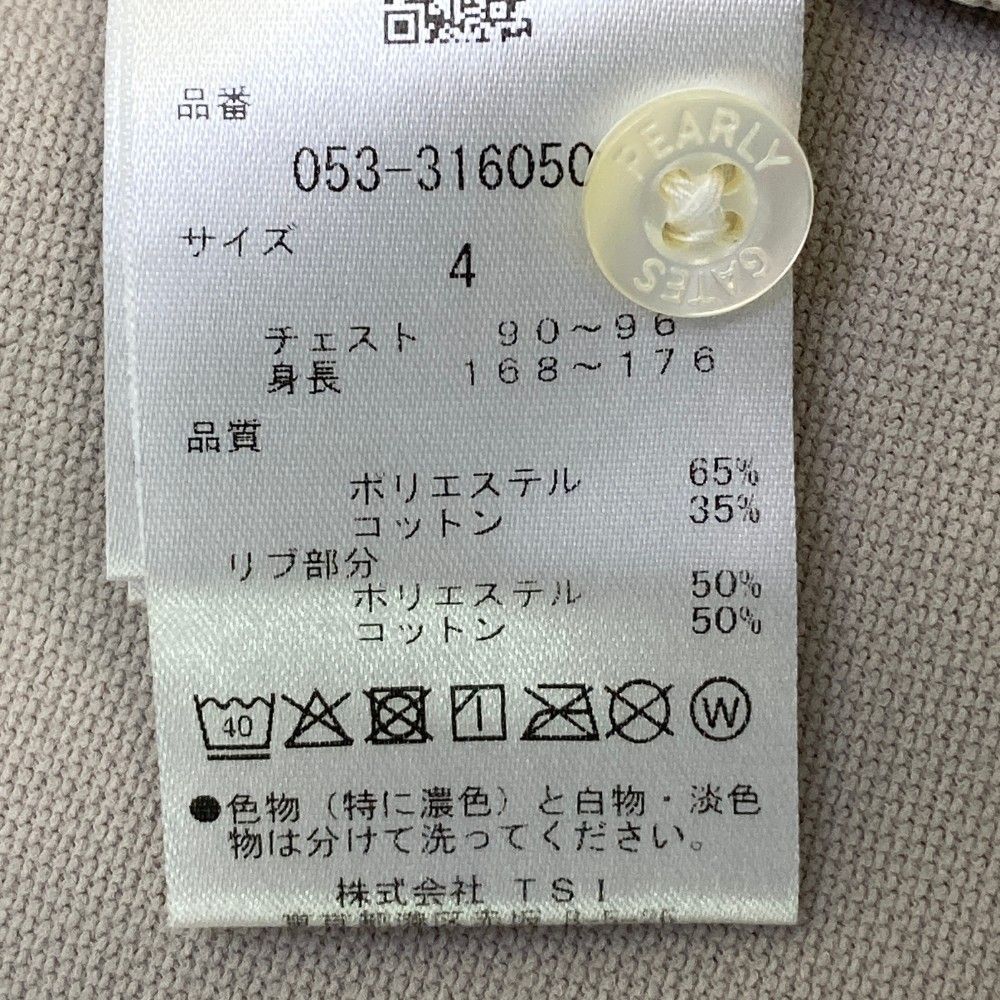 品番
053-316050
PEARLY
GATES
サイズ
4
チェスト 90～96
身長 168～176
品質
ポリエステル 65%
コットン 35%
リブ部分
ポリエステル 50%
コットン 50%
40
W
●色物（特に濃色）と白物・淡色
物は分けて洗ってください。
株式会社 TSI